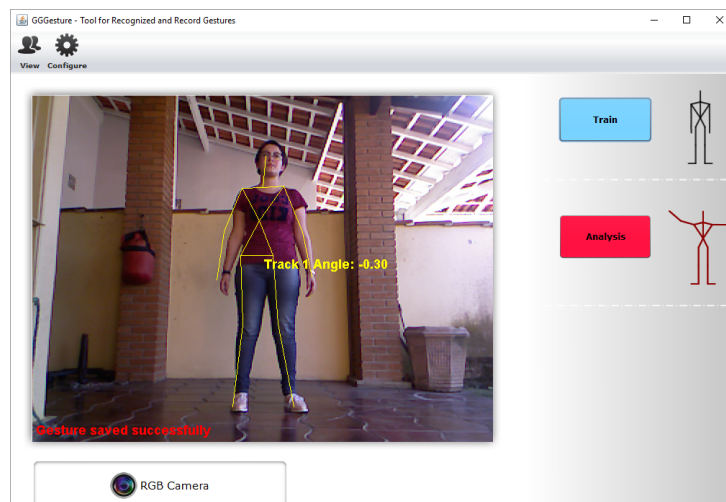 GGGesture - Tool for Recognized and Record Gestures
View Configure
Train
Analysis
Track 1 Angle: -0.30
Gesture saved successfully
RGB Camera